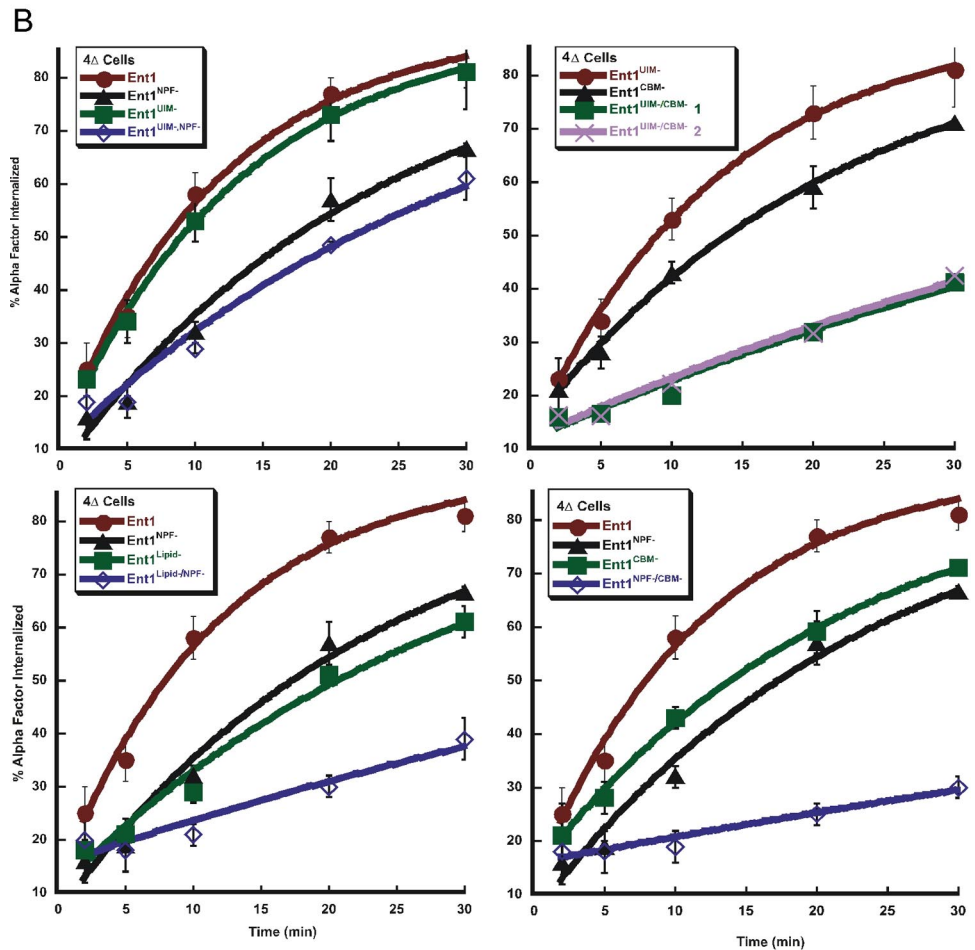 B
4Δ Cells
Ent1
Ent1NPF-
Ent1UIM-
Ent1UIM-,NPF-
% Alpha Factor Internalized
80
70
60
50
40
30
20
10
0 5 10 15 20 25 30
4Δ Cells
Ent1UIM-
Ent1CBM-
Ent1UIM-/CBM- 1
Ent1UIM-/CBM- 2
80
70
60
50
40
30
20
10
0 5 10 15 20 25 30
4Δ Cells
Ent1
Ent1NPF-
Ent1Lipid-
Ent1Lipid-/NPF-
% Alpha Factor Internalized
80
70
60
50
40
30
20
10
0 5 10 15 20 25 30
Time (min)
4Δ Cells
Ent1
Ent1NPF-
Ent1CBM-
Ent1NPF-/CBM-
80
70
60
50
40
30
20
10
0 5 10 15 20 25 30
Time (min)